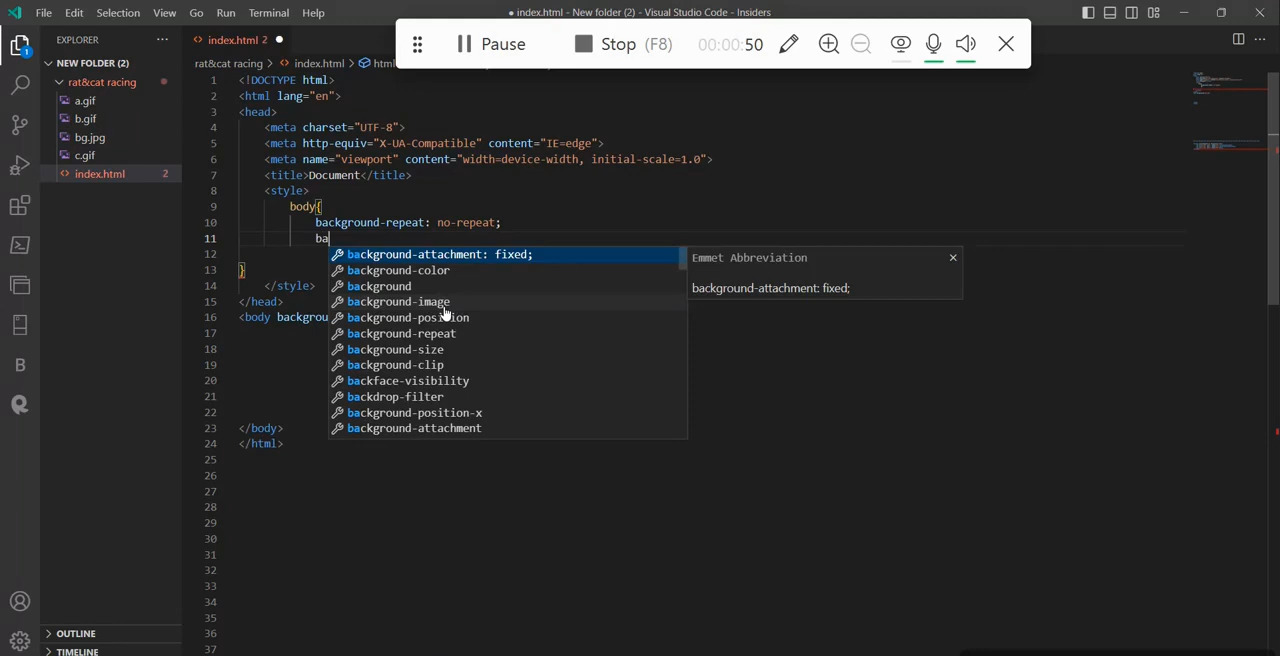 File Edit Selection View Go Run Terminal Help
● index.html - New folder (2) - Visual Studio Code - Insiders
Pause Stop (F8) 00:00:50
EXPLORER
NEW FOLDER (2)
rat&cat racing
a.gif
b.gif
bg.jpg
c.gif
index.html 2
OUTLINE
TIMELINE
1
B
index.html 2
rat&cat racing > index.html > html
1 <!DOCTYPE html>
2 <html lang="en">
3 <head>
4 <meta charset="UTF-8">
5 <meta http-equiv="X-UA-Compatible" content="IE=edge">
6 <meta name="viewport" content="width=device-width, initial-scale=1.0">
7 <title>Document</title>
8 <style>
9 body{
10 background-repeat: no-repeat;
11 ba
12
13 }
14 </style>
15 </head>
16 <body backgrou
17
18
19
20
21
22
23 </body>
24 </html>
25
26
27
28
29
30
31
32
33
34
35
36
37
background-attachment: fixed;
background-color
background
background-image
background-position
background-repeat
background-size
background-clip
backface-visibility
backdrop-filter
background-position-x
background-attachment
Emmet Abbreviation
background-attachment: fixed;